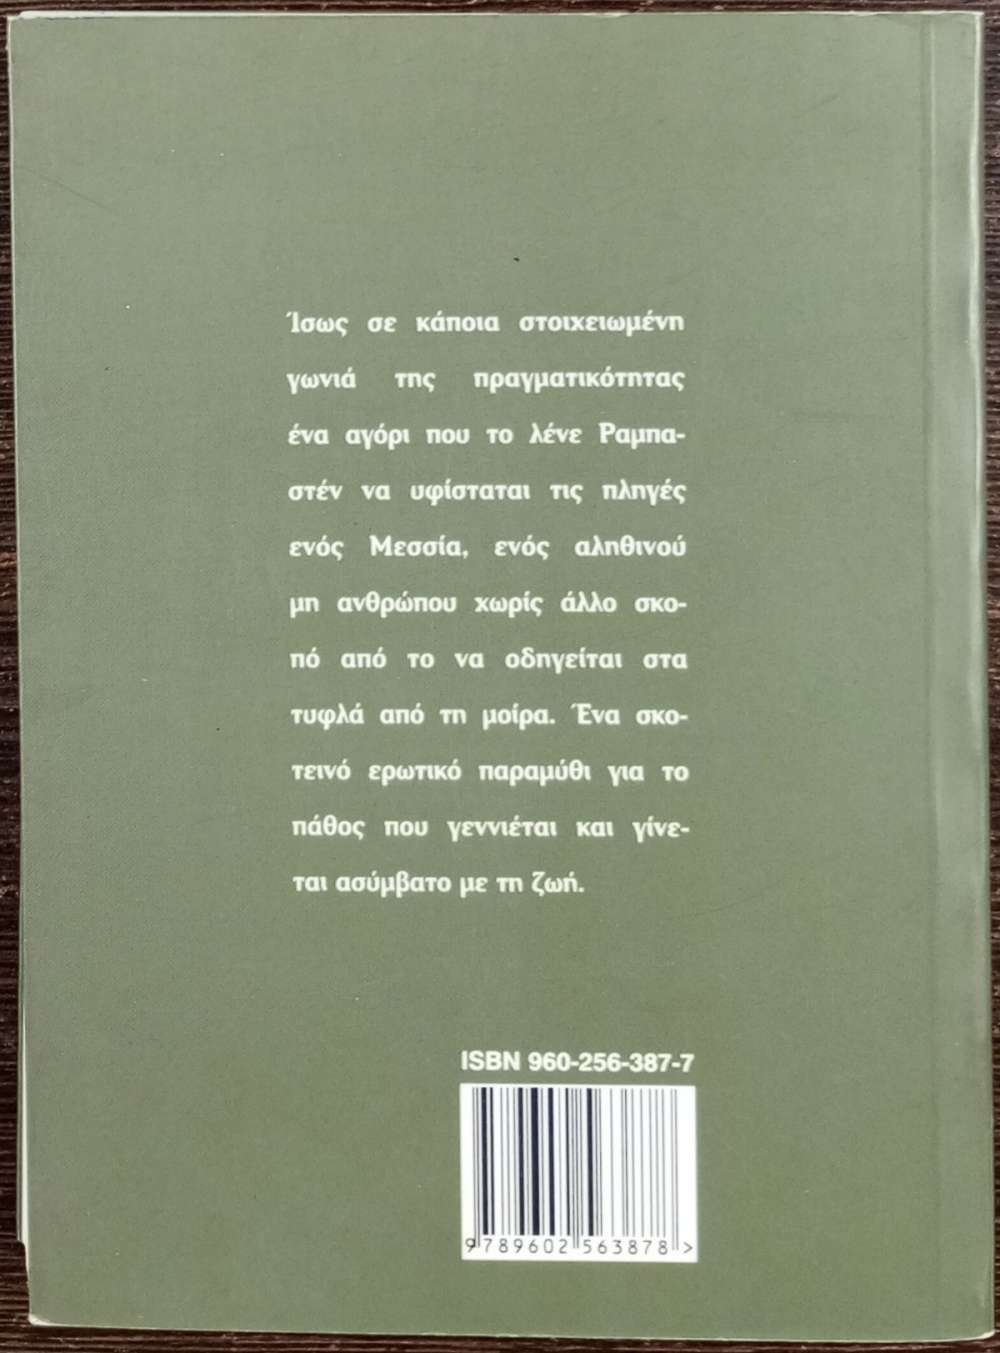 Ίσως σε κάποια στοιχειωμένη
γωνιά της πραγματικότητας
ένα αγόρι που το λένε Ραμπα-
στέν να υφίσταται τις πληγές
ενός Μεσσία, ενός αληθινού
μη ανθρώπου χωρίς άλλο σκο-
πό από το να οδηγείται στα
τυφλά από τη μοίρα. Ένα σκο-
τεινό ερωτικό παραμύθι για το
πάθος που γεννιέται και γίνε-
ται ασύμβατο με τη ζωή.
ISBN 960-256-387-7
9 789602 563878 >